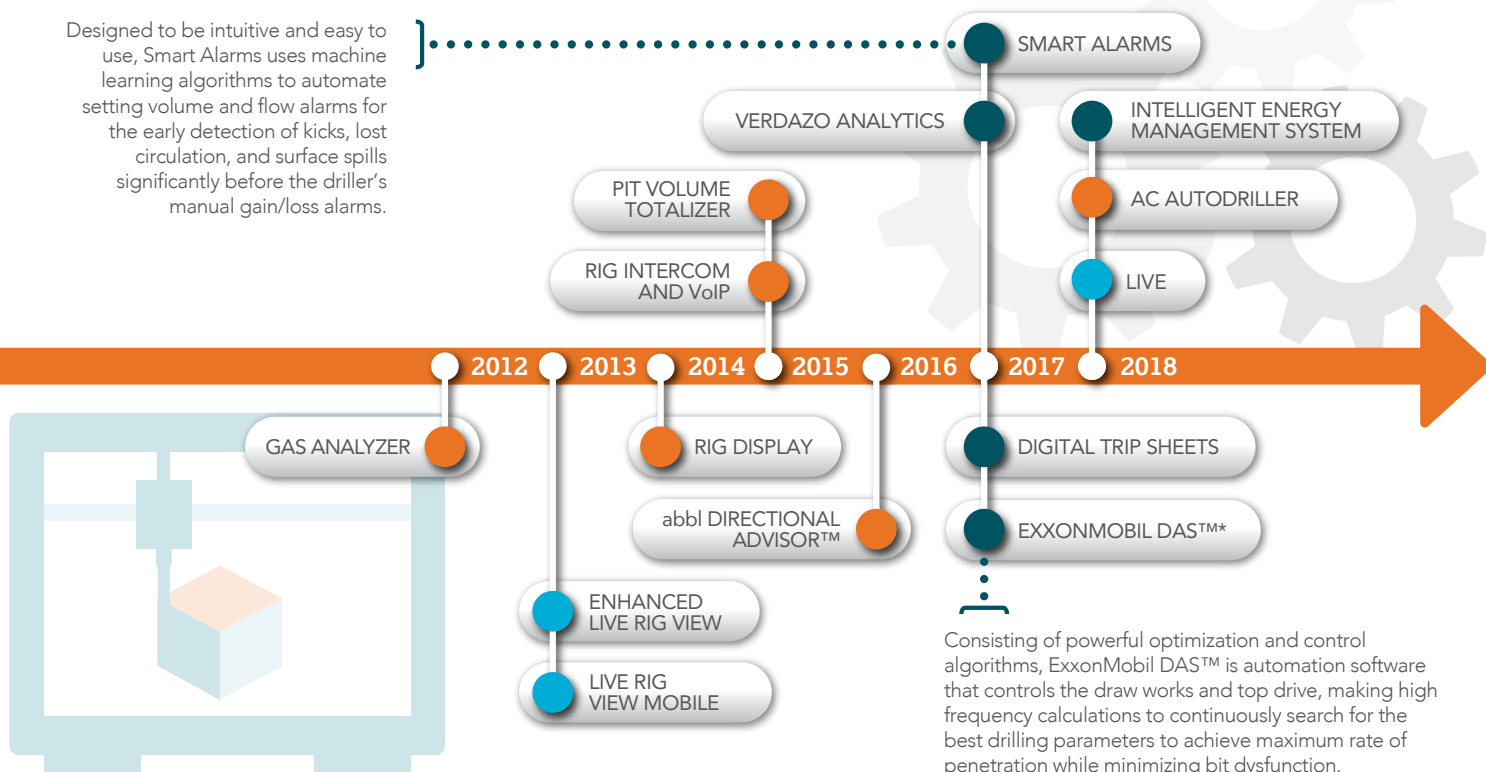 Designed to be intuitive and easy to
use, Smart Alarms uses machine
learning algorithms to automate
setting volume and flow alarms for
the early detection of kicks, lost
circulation, and surface spills
significantly before the driller's
manual gain/loss alarms.
SMART ALARMS
VERDAZO ANALYTICS
INTELLIGENT ENERGY
MANAGEMENT SYSTEM
PIT VOLUME
TOTALIZER
AC AUTODRILLER
RIG INTERCOM
AND VoIP
LIVE
2012
2013
2014
2015
2016
2017
2018
GAS ANALYZER
RIG DISPLAY
DIGITAL TRIP SHEETS
abbl DIRECTIONAL
ADVISOR™
EXXONMOBIL DAS™*
ENHANCED
LIVE RIG VIEW
LIVE RIG
VIEW MOBILE
Consisting of powerful optimization and control
algorithms, ExxonMobil DAS™ is automation software
that controls the draw works and top drive, making high
frequency calculations to continuously search for the
best drilling parameters to achieve maximum rate of
penetration while minimizing bit dysfunction.